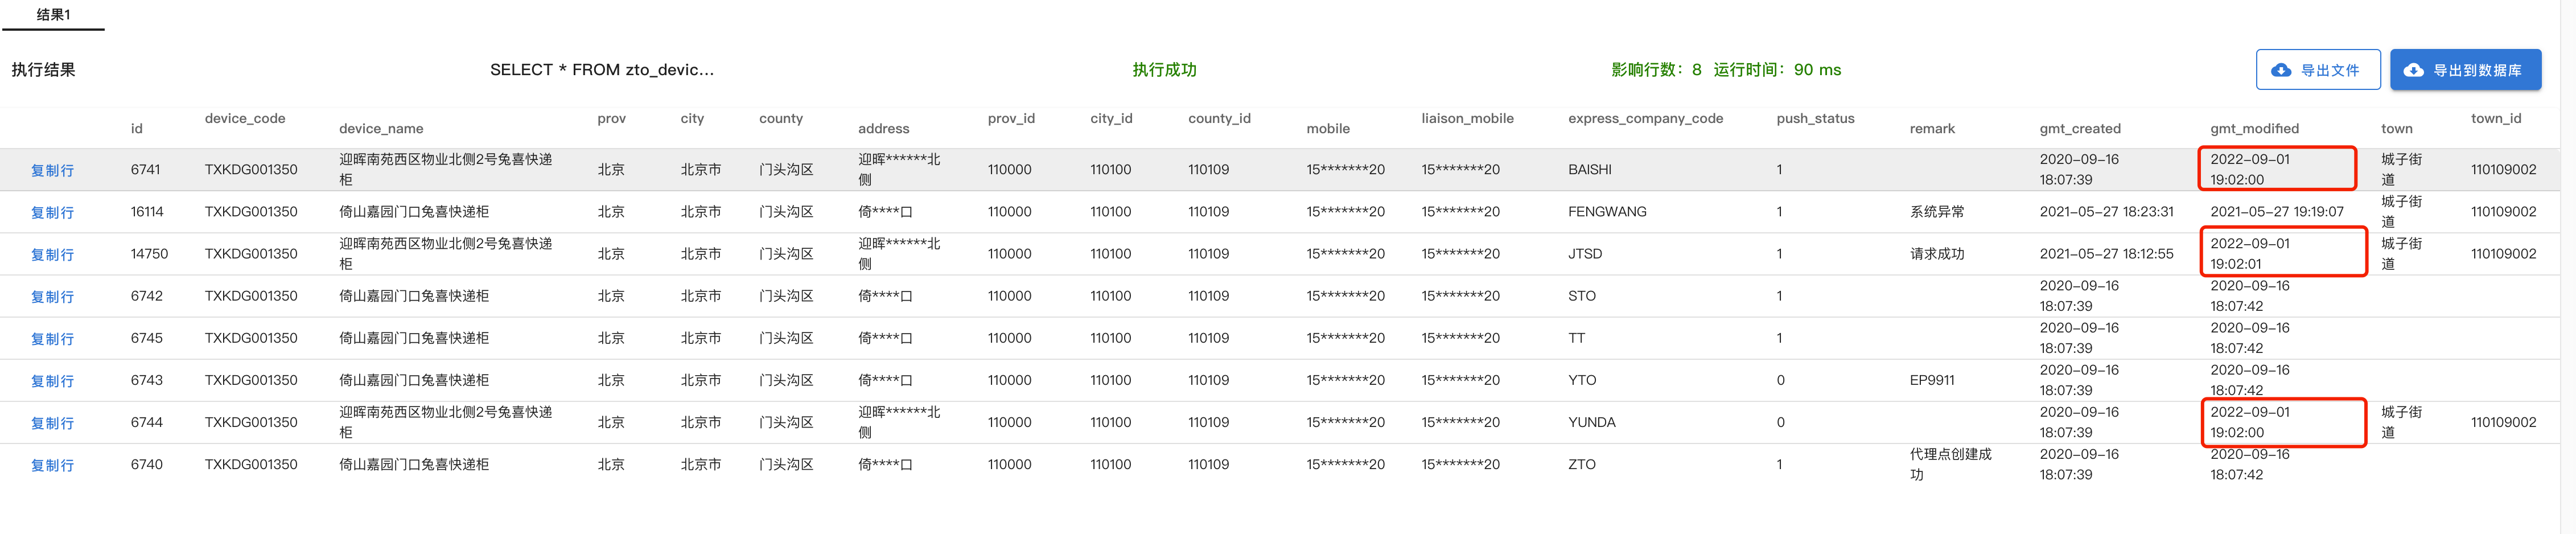 结果1
执行结果 SELECT * FROM zto_devic... 执行成功 影响行数：8 运行时间：90 ms 导出文件 导出到数据库
id device_code device_name prov city county address prov_id city_id county_id mobile liaison_mobile express_company_code push_status remark gmt_created gmt_modified town town_id
复制行 6741 TXKDG001350 迎晖南苑西区物业北侧2号兔喜快递柜 北京 北京市 门头沟区 迎晖******北侧 110000 110100 110109 15*******20 15*******20 BAISHI 1 2020-09-16 18:07:39 2022-09-01 19:02:00 城子街道 110109002
复制行 16114 TXKDG001350 倚山嘉园门口兔喜快递柜 北京 北京市 门头沟区 倚****口 110000 110100 110109 15*******20 15*******20 FENGWANG 1 系统异常 2021-05-27 18:23:31 2021-05-27 19:19:07 城子街道 110109002
复制行 14750 TXKDG001350 迎晖南苑西区物业北侧2号兔喜快递柜 北京 北京市 门头沟区 迎晖******北侧 110000 110100 110109 15*******20 15*******20 JTSD 1 请求成功 2021-05-27 18:12:55 2022-09-01 19:02:01 城子街道 110109002
复制行 6742 TXKDG001350 倚山嘉园门口兔喜快递柜 北京 北京市 门头沟区 倚****口 110000 110100 110109 15*******20 15*******20 STO 1 2020-09-16 18:07:39 2020-09-16 18:07:42
复制行 6745 TXKDG001350 倚山嘉园门口兔喜快递柜 北京 北京市 门头沟区 倚****口 110000 110100 110109 15*******20 15*******20 TT 1 2020-09-16 18:07:39 2020-09-16 18:07:42
复制行 6743 TXKDG001350 倚山嘉园门口兔喜快递柜 北京 北京市 门头沟区 倚****口 110000 110100 110109 15*******20 15*******20 YTO 0 EP9911 2020-09-16 18:07:39 2020-09-16 18:07:42
复制行 6744 TXKDG001350 迎晖南苑西区物业北侧2号兔喜快递柜 北京 北京市 门头沟区 迎晖******北侧 110000 110100 110109 15*******20 15*******20 YUNDA 0 2020-09-16 18:07:39 2022-09-01 19:02:00 城子街道 110109002
复制行 6740 TXKDG001350 倚山嘉园门口兔喜快递柜 北京 北京市 门头沟区 倚****口 110000 110100 110109 15*******20 15*******20 ZTO 1 代理点创建成功 2020-09-16 18:07:39 2020-09-16 18:07:42